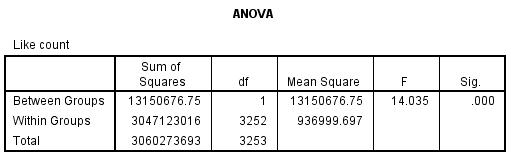 ANOVA
Like count
Sum of Squares df Mean Square F Sig.
Between Groups 13150676.75 1 13150676.75 14.035 .000
Within Groups 3047123016 3252 936999.697
Total 3060273693 3253